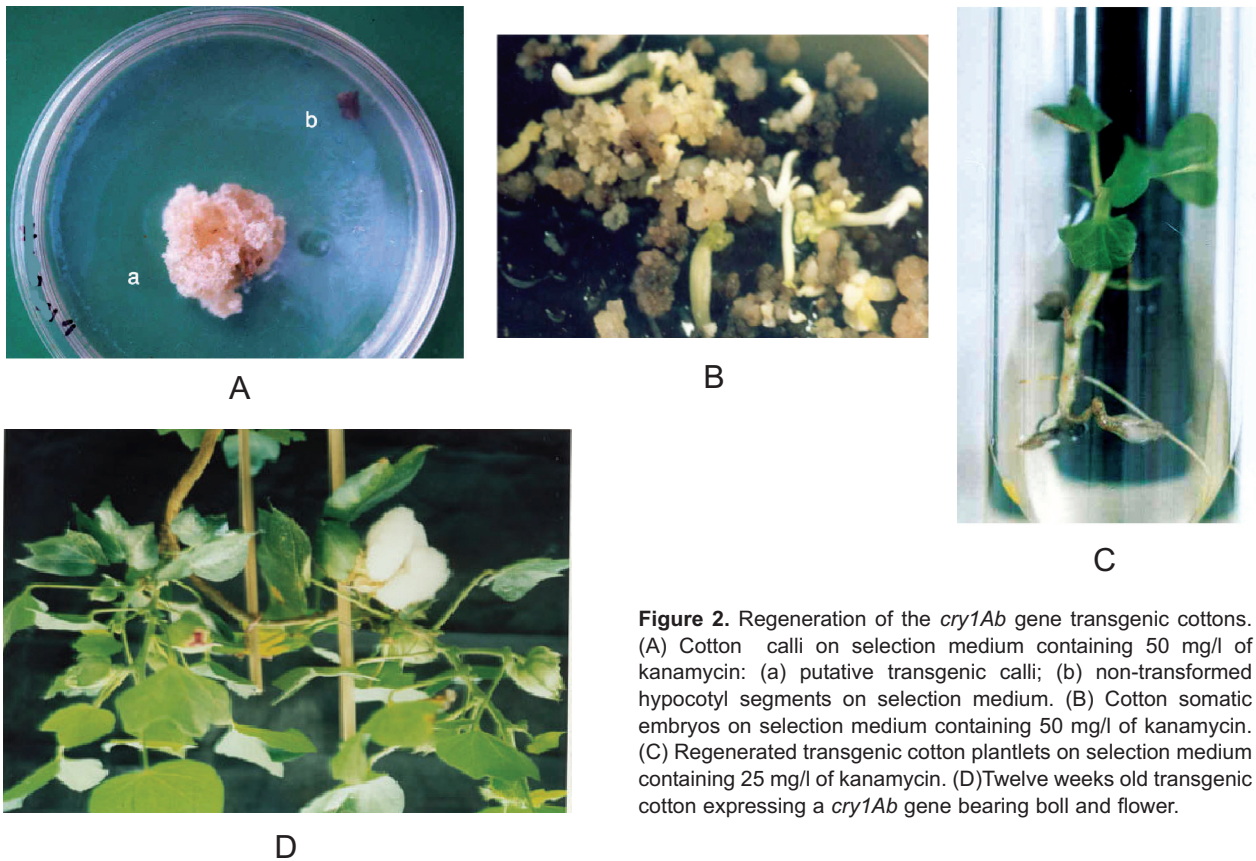 b
a
A
B
C
D
Figure 2. Regeneration of the cry1Ab gene transgenic cottons.
(A) Cotton calli on selection medium containing 50 mg/l of
kanamycin: (a) putative transgenic calli; (b) non-transformed
hypocotyl segments on selection medium. (B) Cotton somatic
embryos on selection medium containing 50 mg/l of kanamycin.
(C) Regenerated transgenic cotton plantlets on selection medium
containing 25 mg/l of kanamycin. (D)Twelve weeks old transgenic
cotton expressing a cry1Ab gene bearing boll and flower.